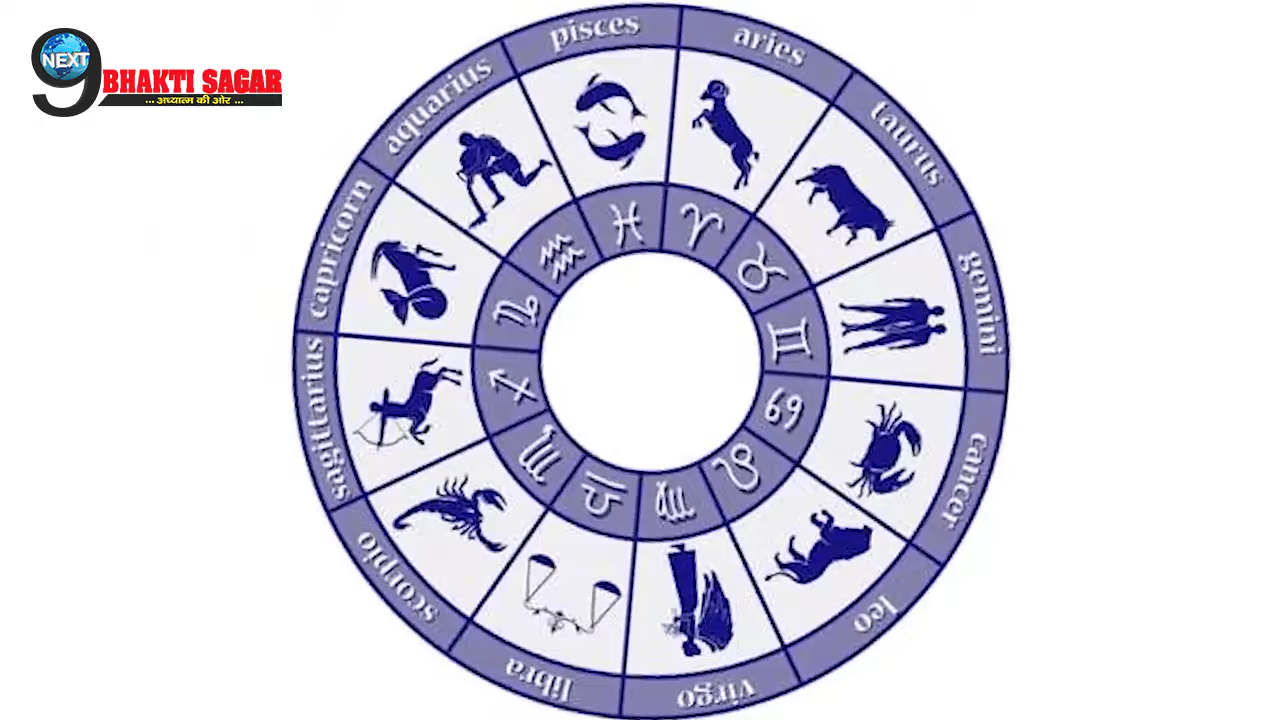 9
NEXT
BHAKTI SAGAR
... अध्यात्म की ओर ...
pisces
aries
taurus
gemini
cancer
leo
virgo
libra
scorpio
sagittarius
capricorn
aquarius
♓
♈
♉
♊
♋
♌
♍
♎
♏
♐
♑
♒